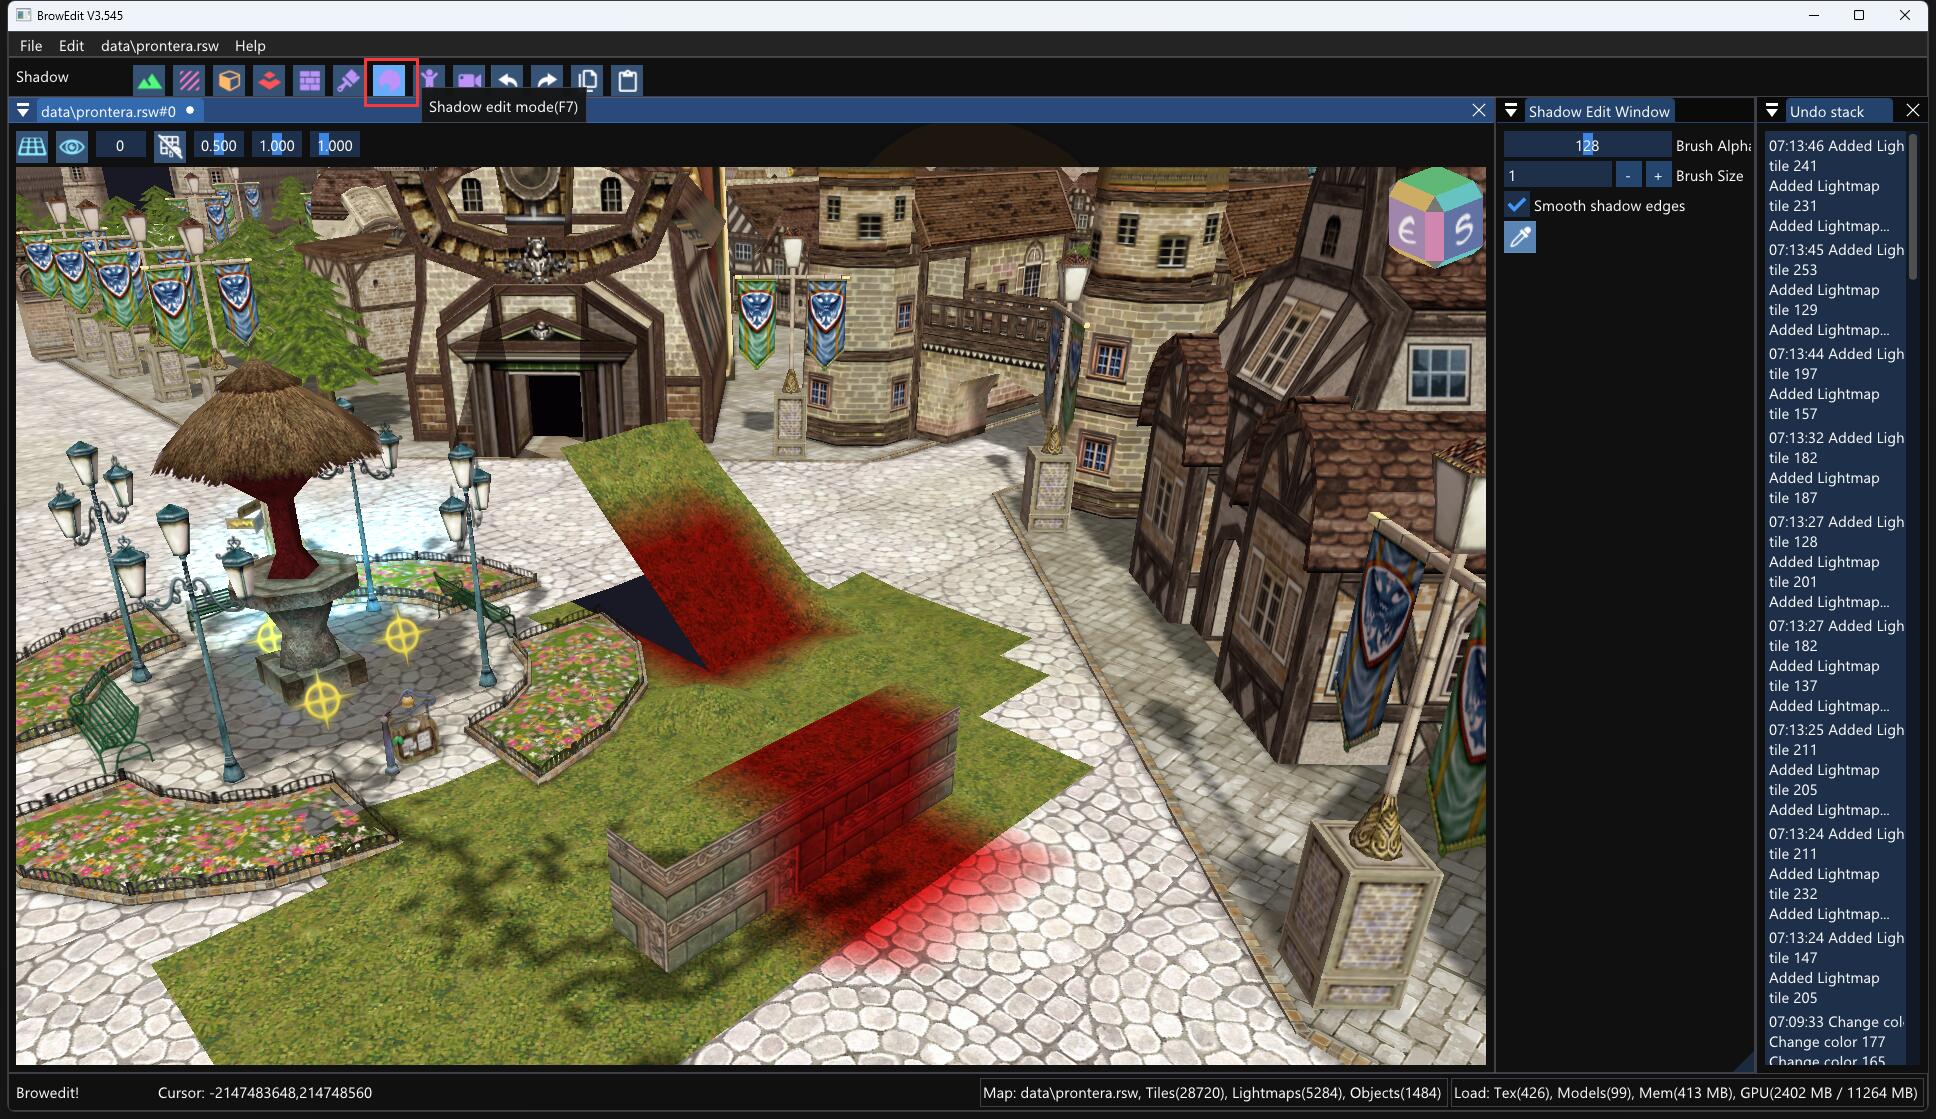 BrowEdit V3.545
File Edit data\prontera.rsw Help
Shadow
Shadow edit mode(F7)
data\prontera.rsw#0
0 0.500 1.000 1.000
E S
Shadow Edit Window
128 Brush Alpha
1 - + Brush Size
Smooth shadow edges
Undo stack
07:13:46 Added Ligh
tile 241
Added Lightmap
tile 231
Added Lightmap...
07:13:45 Added Ligh
tile 253
Added Lightmap
tile 129
Added Lightmap...
07:13:44 Added Ligh
tile 197
Added Lightmap
tile 157
07:13:32 Added Ligh
tile 182
Added Lightmap
tile 187
07:13:27 Added Ligh
tile 128
Added Lightmap
tile 201
Added Lightmap...
07:13:27 Added Ligh
tile 182
Added Lightmap
tile 137
Added Lightmap...
07:13:25 Added Ligh
tile 211
Added Lightmap
tile 205
Added Lightmap...
07:13:24 Added Ligh
tile 211
Added Lightmap
tile 232
Added Lightmap...
07:13:24 Added Ligh
tile 147
Added Lightmap
tile 205
07:09:33 Change col
Change color 177
Change color 165
Browedit!
Cursor: -2147483648,214748560
Map: data\prontera.rsw, Tiles(28720), Lightmaps(5284), Objects(1484)
Load: Tex(426), Models(99), Mem(413 MB), GPU(2402 MB / 11264 MB)